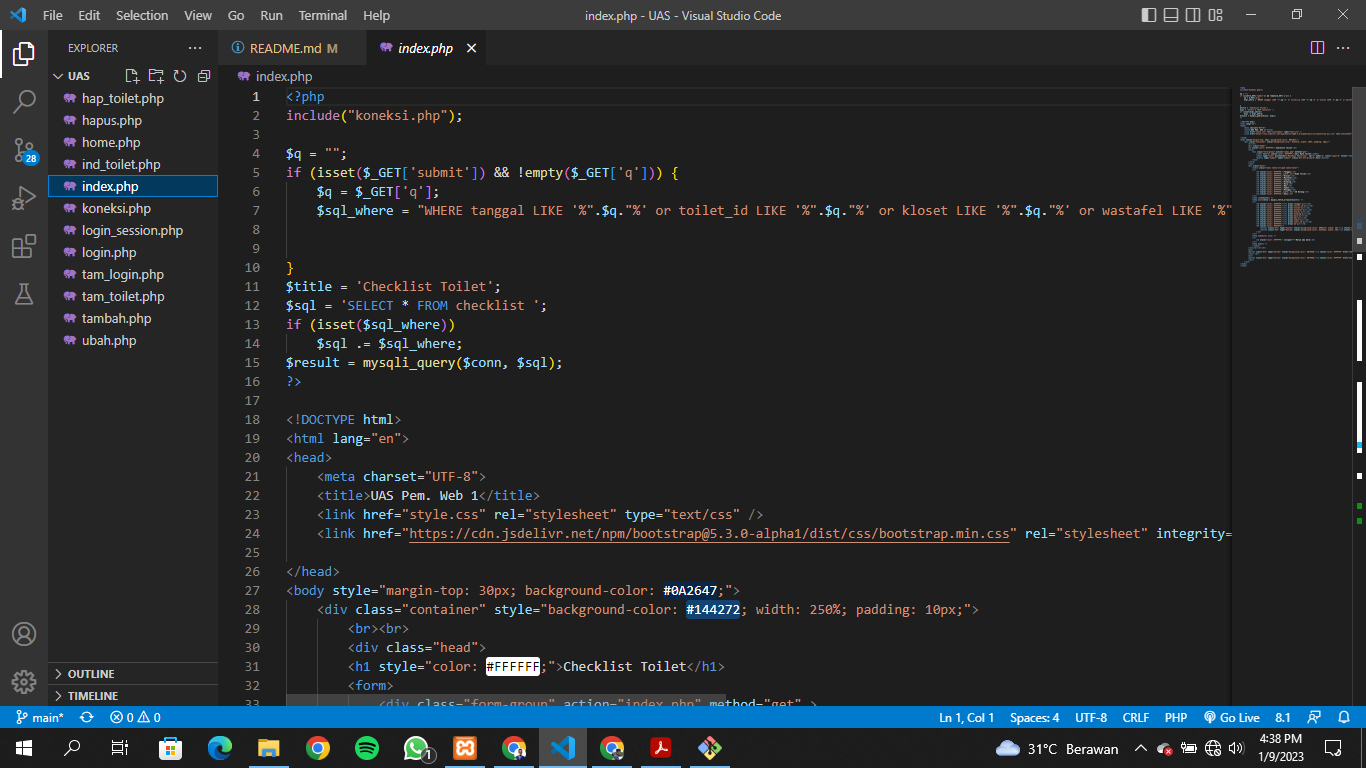 File Edit Selection View Go Run Terminal Help
index.php - UAS - Visual Studio Code
EXPLORER
UAS
hap_toilet.php
hapus.php
home.php
ind_toilet.php
index.php
koneksi.php
login_session.php
login.php
tam_login.php
tam_toilet.php
tambah.php
ubah.php
OUTLINE
TIMELINE
28
README.md M
index.php
index.php
1 <?php
2 include("koneksi.php");
3
4 $q = "";
5 if (isset($_GET['submit']) && !empty($_GET['q'])) {
6 $q = $_GET['q'];
7 $sql_where = "WHERE tanggal LIKE '%".$q."%' or toilet_id LIKE '%".$q."%' or kloset LIKE '%".$q."%' or wastafel LIKE '%"
8
9
10 }
11 $title = 'Checklist Toilet';
12 $sql = 'SELECT * FROM checklist ';
13 if (isset($sql_where))
14 $sql .= $sql_where;
15 $result = mysqli_query($conn, $sql);
16 ?>
17
18 <!DOCTYPE html>
19 <html lang="en">
20 <head>
21 <meta charset="UTF-8">
22 <title>UAS Pem. Web 1</title>
23 <link href="style.css" rel="stylesheet" type="text/css" />
24 <link href="https://cdn.jsdelivr.net/npm/bootstrap@5.3.0-alpha1/dist/css/bootstrap.min.css" rel="stylesheet" integrity=
25
26 </head>
27 <body style="margin-top: 30px; background-color: #0A2647;">
28 <div class="container" style="background-color: #144272; width: 250%; padding: 10px;">
29 <br><br>
30 <div class="head">
31 <h1 style="color: #FFFFFF;">Checklist Toilet</h1>
32 <form>
33 <div class="form-group" action="index.php" method="get" >
main* 0 0 Ln 1, Col 1 Spaces: 4 UTF-8 CRLF PHP Go Live 8.1
1
31°C Berawan
4:38 PM
1/9/2023